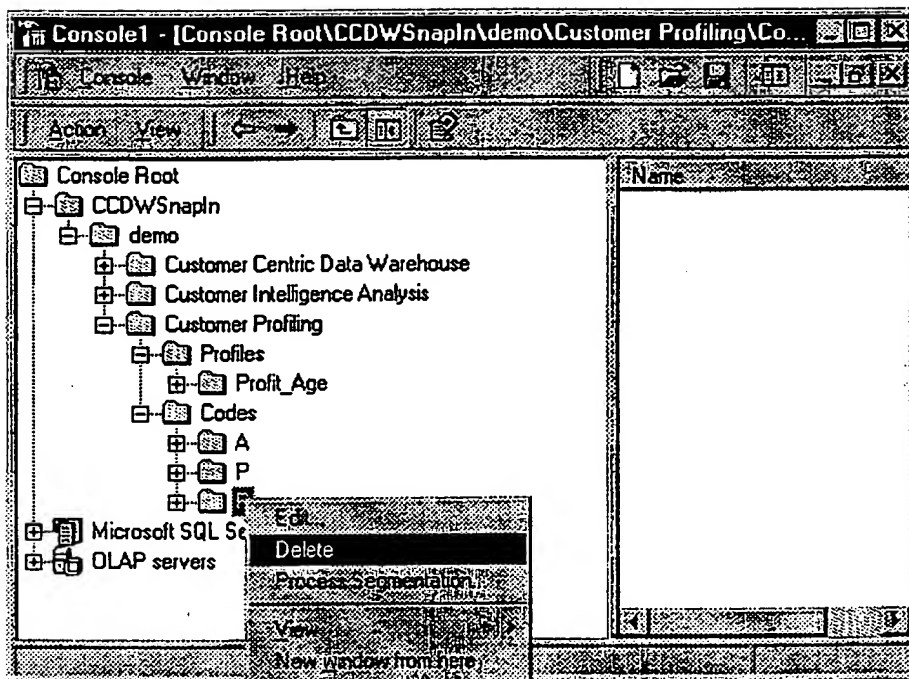 Console1 - [Console Root\CCDWSnapIn\demo\Customer Profiling\Co...
Console Window Help
Action View
Console Root
CCDWSnapIn
demo
Customer Centric Data Warehouse
Customer Intelligence Analysis
Customer Profiling
Profiles
Profit_Age
Codes
A
P
Microsoft SQL Se
OLAP servers
Name
Edit...
Delete
Process Segmentation...
View
New window from here